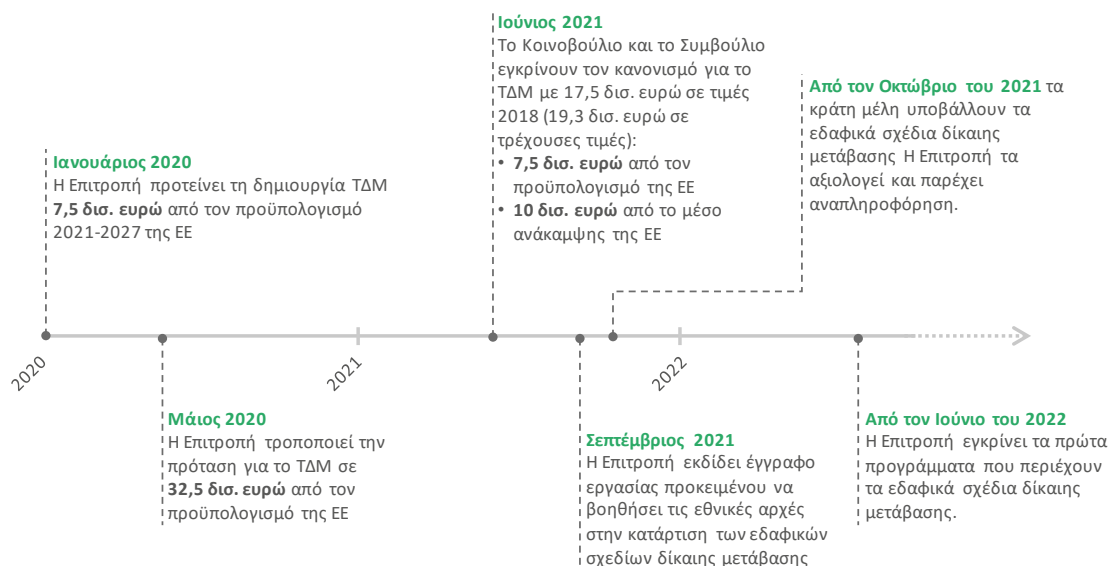 Ιούνιος 2021
Το Κοινοβούλιο και το Συμβούλιο
εγκρίνουν τον κανονισμό για το
ΤΔΜ με 17,5 δισ. ευρώ σε τιμές
2018 (19,3 δισ. ευρώ σε
τρέχουσες τιμές):
• 7,5 δισ. ευρώ από τον
προϋπολογισμό της ΕΕ
• 10 δισ. ευρώ από το μέσο
ανάκαμψης της ΕΕ
Από τον Οκτώβριο του 2021 τα
κράτη μέλη υποβάλλουν τα
εδαφικά σχέδια δίκαιης
μετάβασης Η Επιτροπή τα
αξιολογεί και παρέχει
αναπληροφόρηση.
Ιανουάριος 2020
Η Επιτροπή προτείνει τη δημιουργία ΤΔΜ
7,5 δισ. ευρώ από τον προϋπολογισμό
2021-2027 της ΕΕ
2020
2021
2022
Μάιος 2020
Η Επιτροπή τροποποιεί την
πρόταση για το ΤΔΜ σε
32,5 δισ. ευρώ από τον
προϋπολογισμό της ΕΕ
Σεπτέμβριος 2021
Η Επιτροπή εκδίδει έγγραφο
εργασίας προκειμένου να
βοηθήσει τις εθνικές αρχές
στην κατάρτιση των εδαφικών
σχεδίων δίκαιης μετάβασης
Από τον Ιούνιο του 2022
Η Επιτροπή εγκρίνει τα πρώτα
προγράμματα που περιέχουν
τα εδαφικά σχέδια δίκαιης
μετάβασης.